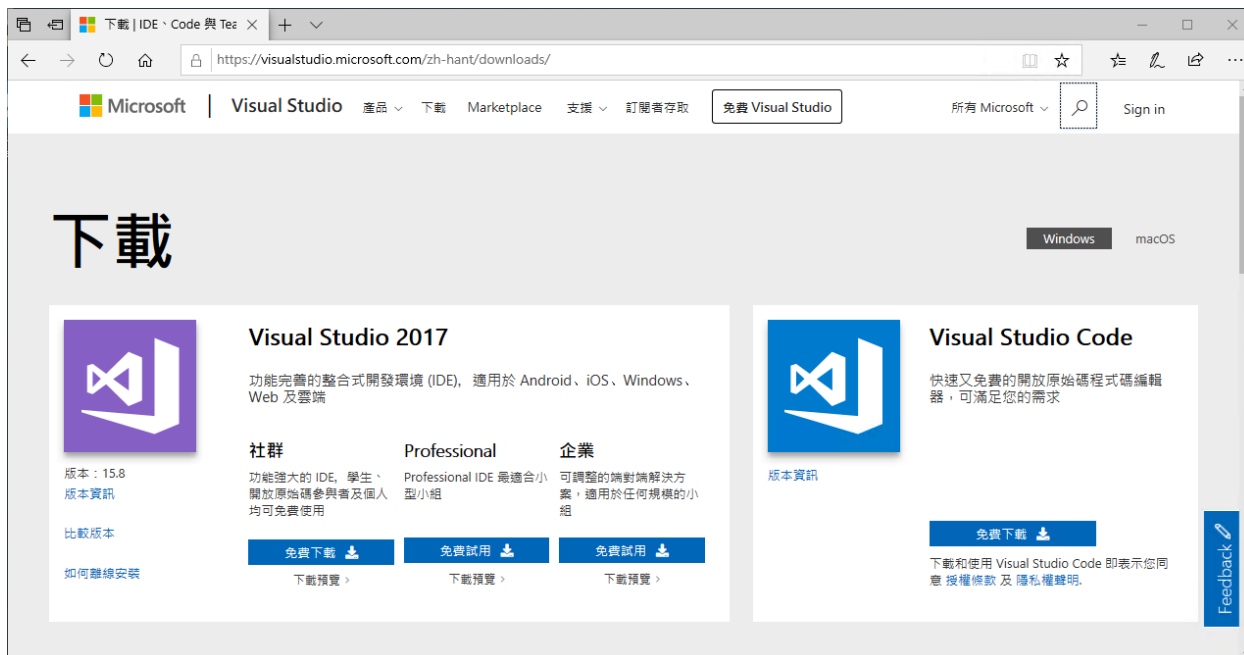 下載 | IDE、Code 與 Tea
https://visualstudio.microsoft.com/zh-hant/downloads/
Microsoft | Visual Studio 產品 下載 Marketplace 支援 訂閱者存取 免費 Visual Studio 所有 Microsoft Sign in
下載
Windows macOS
Visual Studio 2017
功能完善的整合式開發環境 (IDE)，適用於 Android、iOS、Windows、
Web 及雲端
社群
功能強大的 IDE，學生、
開放原始碼參與者及個人
均可免費使用
免費下載
下載預覽 ›
Professional
Professional IDE 最適合小
型小組
免費試用
下載預覽 ›
企業
可調整的端對端解決方
案，適用於任何規模的小
組
免費試用
下載預覽 ›
版本：15.8
版本資訊
比較版本
如何離線安裝
Visual Studio Code
快速又免費的開放原始碼程式碼編輯
器，可滿足您的需求
版本資訊
免費下載
下載和使用 Visual Studio Code 即表示您同
意 授權條款 及 隱私權聲明.
Feedback